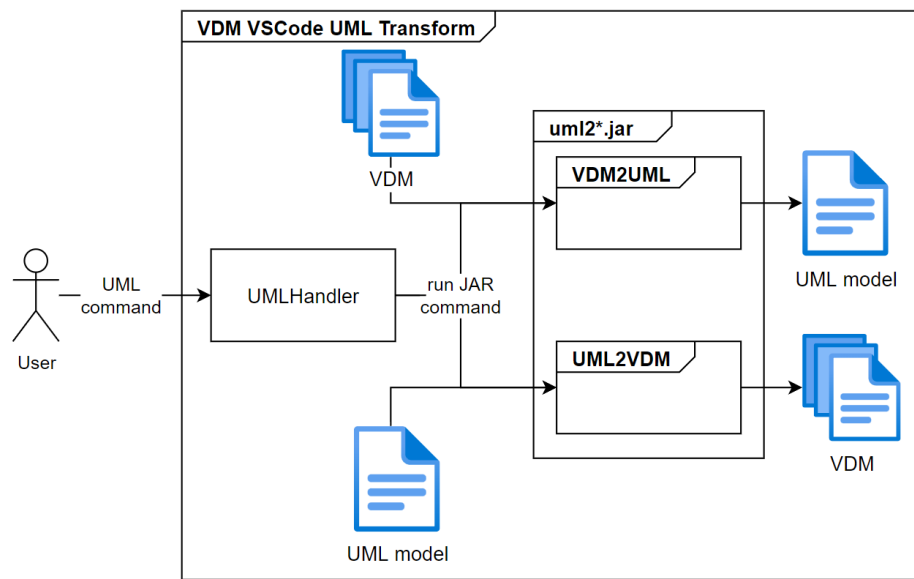 VDM VSCode UML Transform
VDM
uml2*.jar
VDM2UML
UML model
User
UML
command
UMLHandler
run JAR
command
UML2VDM
UML model
VDM